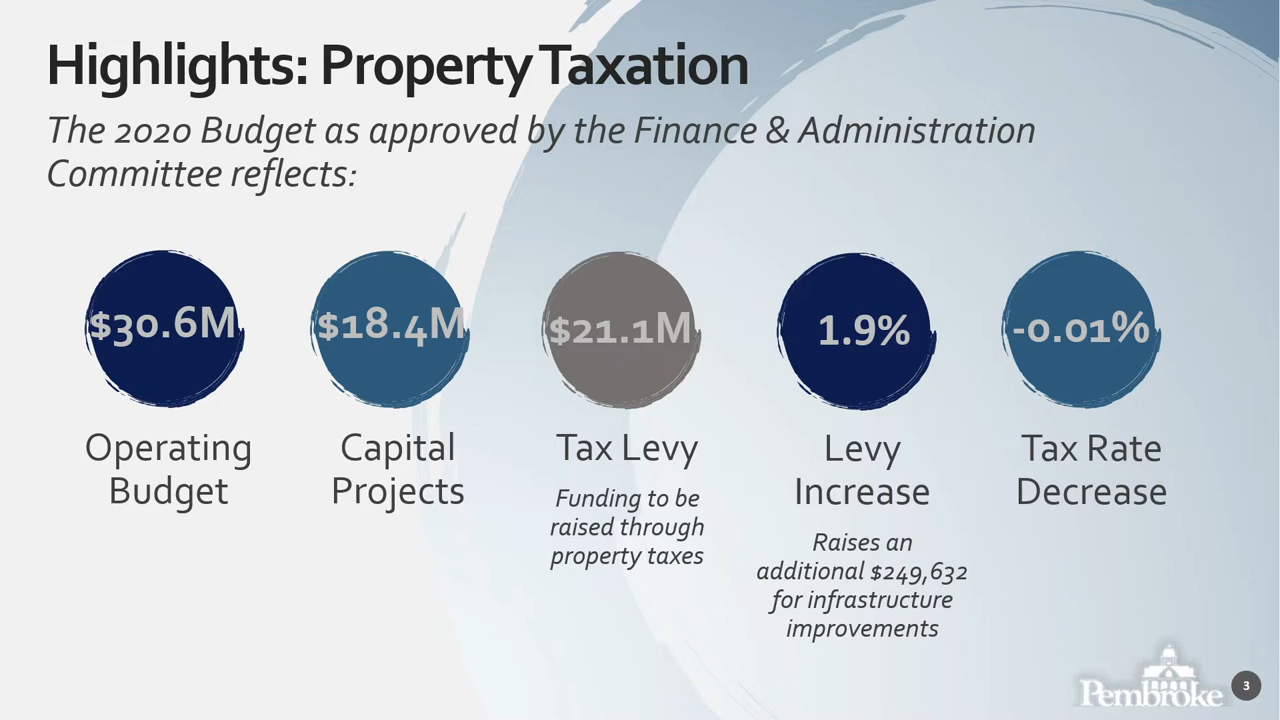 Highlights: Property Taxation
The 2020 Budget as approved by the Finance & Administration
Committee reflects:
$30.6M
Operating
Budget
$18.4M
Capital
Projects
$21.1M
Tax Levy
Funding to be
raised through
property taxes
1.9%
Levy
Increase
Raises an
additional $249,632
for infrastructure
improvements
-0.01%
Tax Rate
Decrease
Pembroke
3